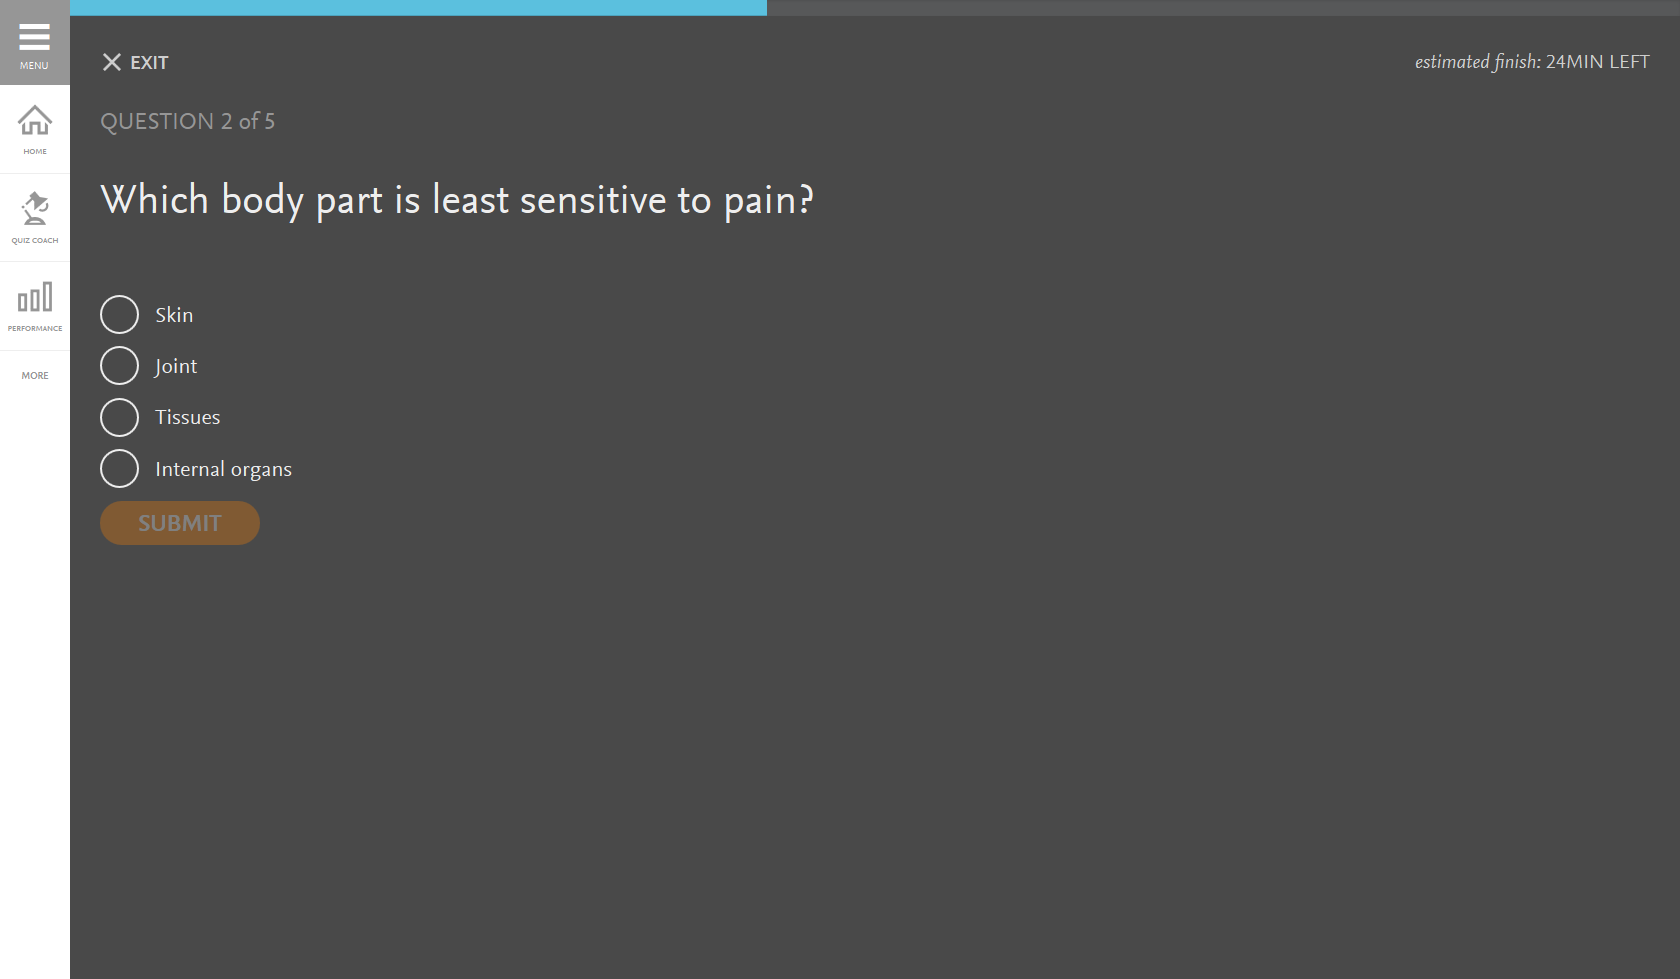 MENU
HOME
QUIZ COACH
PERFORMANCE
MORE
EXIT
estimated finish: 24MIN LEFT
QUESTION 2 of 5
Which body part is least sensitive to pain?
Skin
Joint
Tissues
Internal organs
SUBMIT